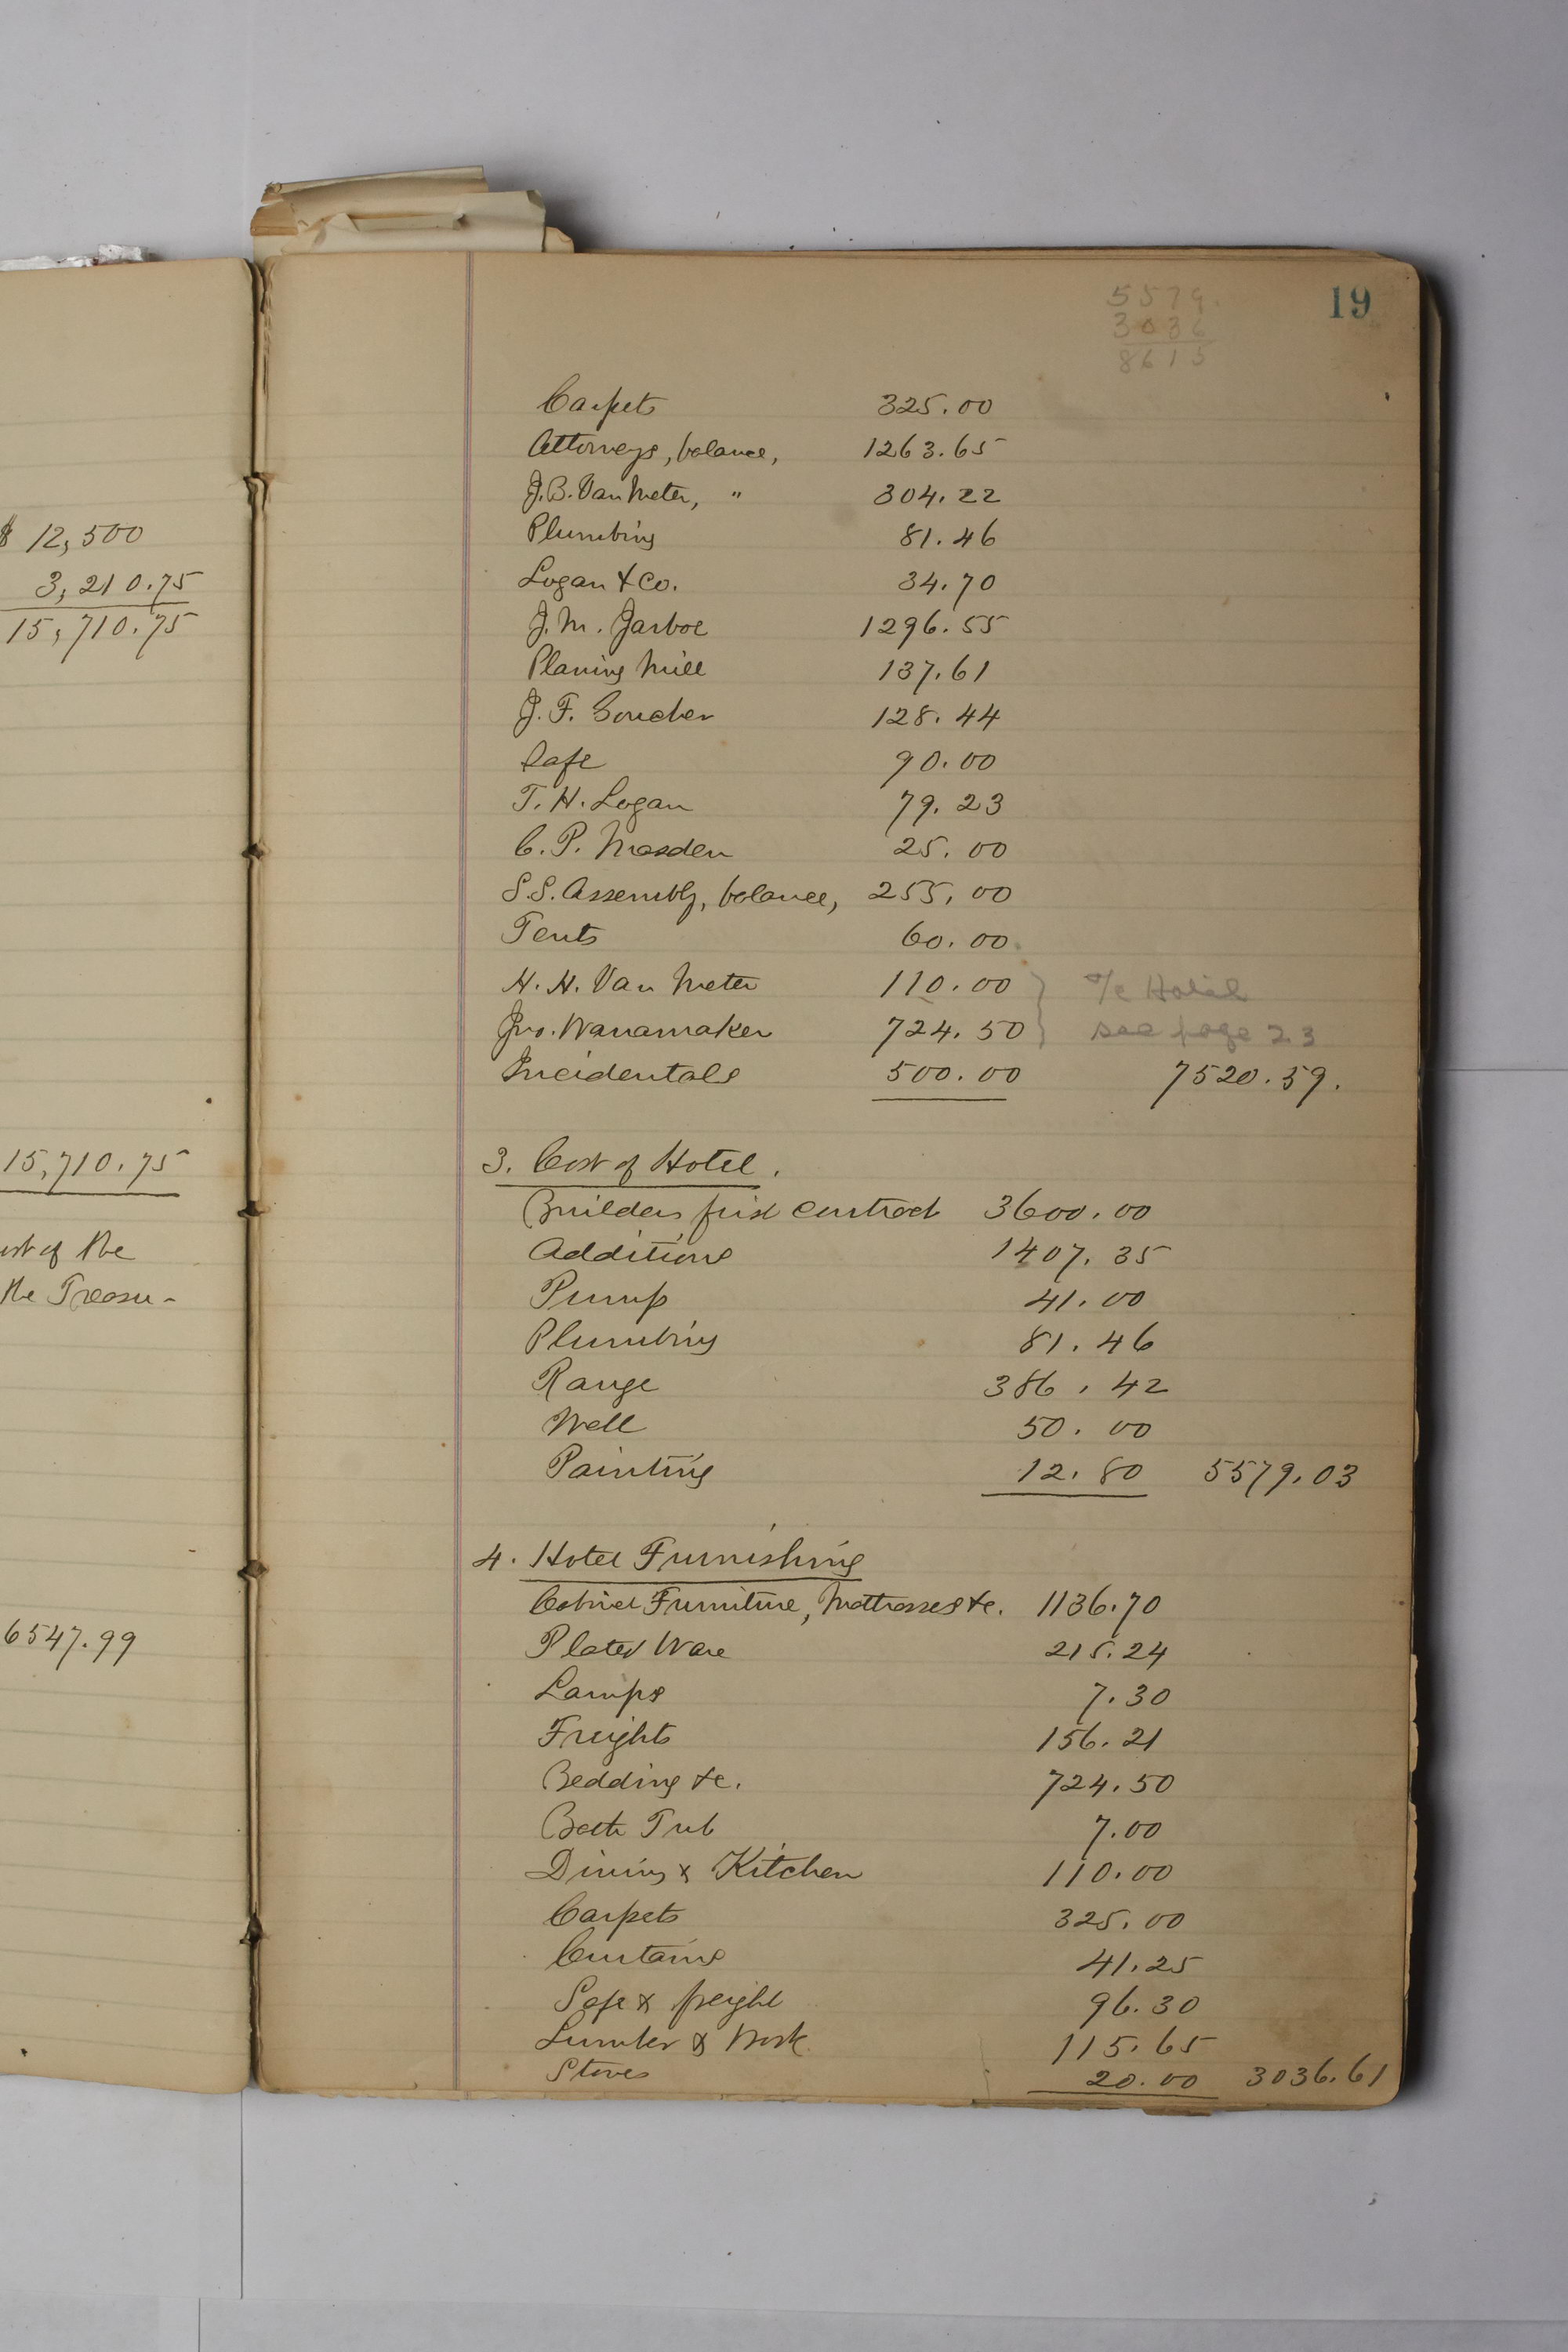 $ 12,500
3,210.75
15,710.75
15,710.75
of the
the Treasu-
6547.99
19
5579.
3036
8615
Carpets 325.00
Attorneys, balance, 1263.65
J.B. Van Meter, " 304.22
Plumbing 81.46
Logan & Co. 34.70
J. M. Jarboe 1296.55
Planing Mill 137.61
J. F. Goucher 128.44
Safe 90.00
T. H. Logan 79.23
C. P. Masden 25.00
S.S. Assembly, balance, 255.00
Tents 60.00
H. H. Van Meter 110.00 } a/c Hotel
Jno. Wanamaker 724.50 } see page 23
Incidentals 500.00 7520.59.
3. Cost of Hotel.
Builders first contract 3600.00
Additions 1407.35
Pump 41.00
Plumbing 81.46
Range 386.42
Well 50.00
Painting 12.80 5579.03
4. Hotel Furnishing
Cabinet Furniture, Mattrasses &c. 1136.70
Plated Ware 215.24
Lamps 7.30
Freights 156.21
Bedding &c. 724.50
Bath Tub 7.00
Dining & Kitchen 110.00
Carpets 325.00
Curtains 41.25
Safe & freight 96.30
Lumber & Work 115.65
Stoves 20.00 3036.61